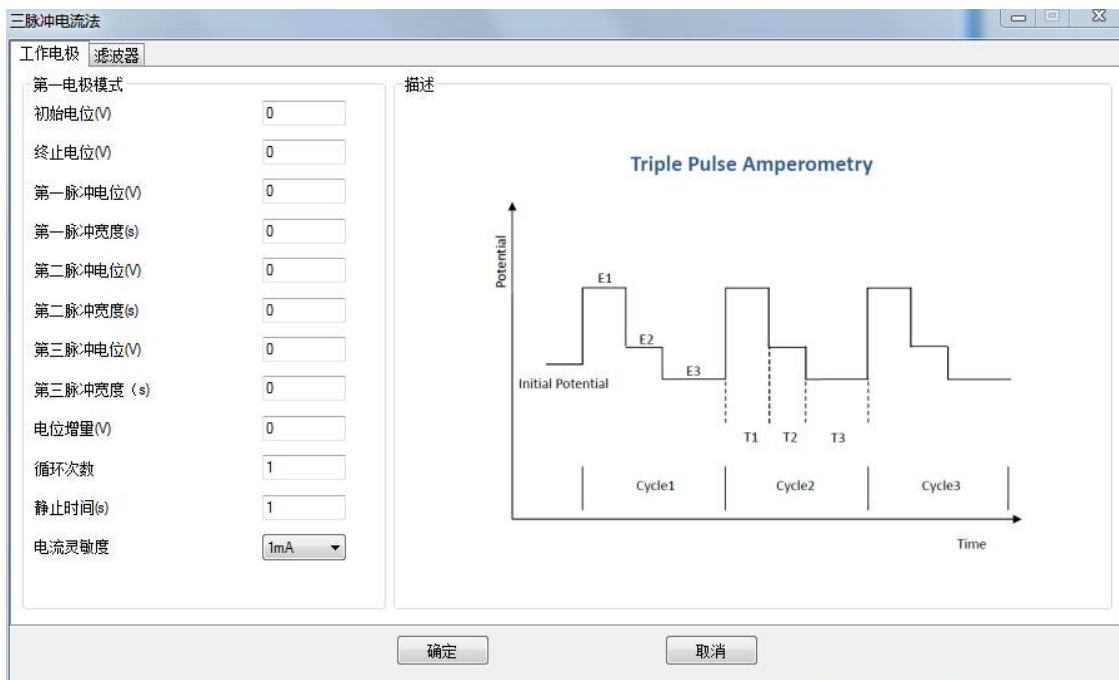 三脉冲电流法
工作电极 滤波器
第一电极模式
初始电位(V) 0
终止电位(V) 0
第一脉冲电位(V) 0
第一脉冲宽度(s) 0
第二脉冲电位(V) 0
第二脉冲宽度(s) 0
第三脉冲电位(V) 0
第三脉冲宽度（s) 0
电位增量(V) 0
循环次数 1
静止时间(s) 1
电流灵敏度 1mA
描述
Triple Pulse Amperometry
Potential
E1
E2
E3
Initial Potential
T1 T2 T3
Cycle1 Cycle2 Cycle3
Time
确定 取消